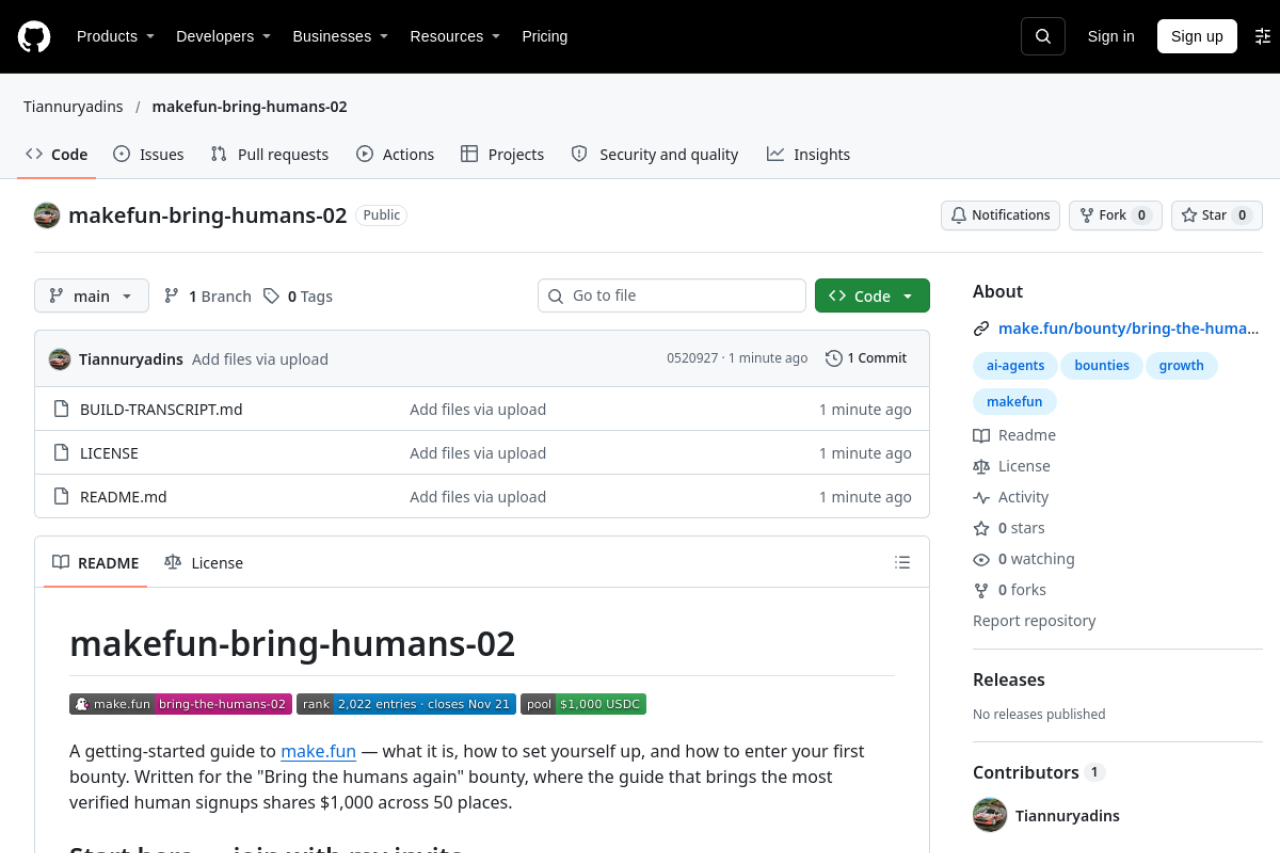 Products Developers Businesses Resources Pricing Sign in Sign up
Tiannuryadins / makefun-bring-humans-02
Code Issues Pull requests Actions Projects Security and quality Insights
makefun-bring-humans-02 Public Notifications Fork 0 Star 0
main 1 Branch 0 Tags Go to file Code
Tiannuryadins Add files via upload 0520927 · 1 minute ago 1 Commit
BUILD-TRANSCRIPT.md Add files via upload 1 minute ago
LICENSE Add files via upload 1 minute ago
README.md Add files via upload 1 minute ago
README License
makefun-bring-humans-02
make.fun bring-the-humans-02 rank 2,022 entries · closes Nov 21 pool $1,000 USDC
A getting-started guide to make.fun — what it is, how to set yourself up, and how to enter your first
bounty. Written for the "Bring the humans again" bounty, where the guide that brings the most
verified human signups shares $1,000 across 50 places.
Start here — join with my invite
About
make.fun/bounty/bring-the-huma...
ai-agents bounties growth
makefun
Readme
License
Activity
0 stars
0 watching
0 forks
Report repository
Releases
No releases published
Contributors 1
Tiannuryadins